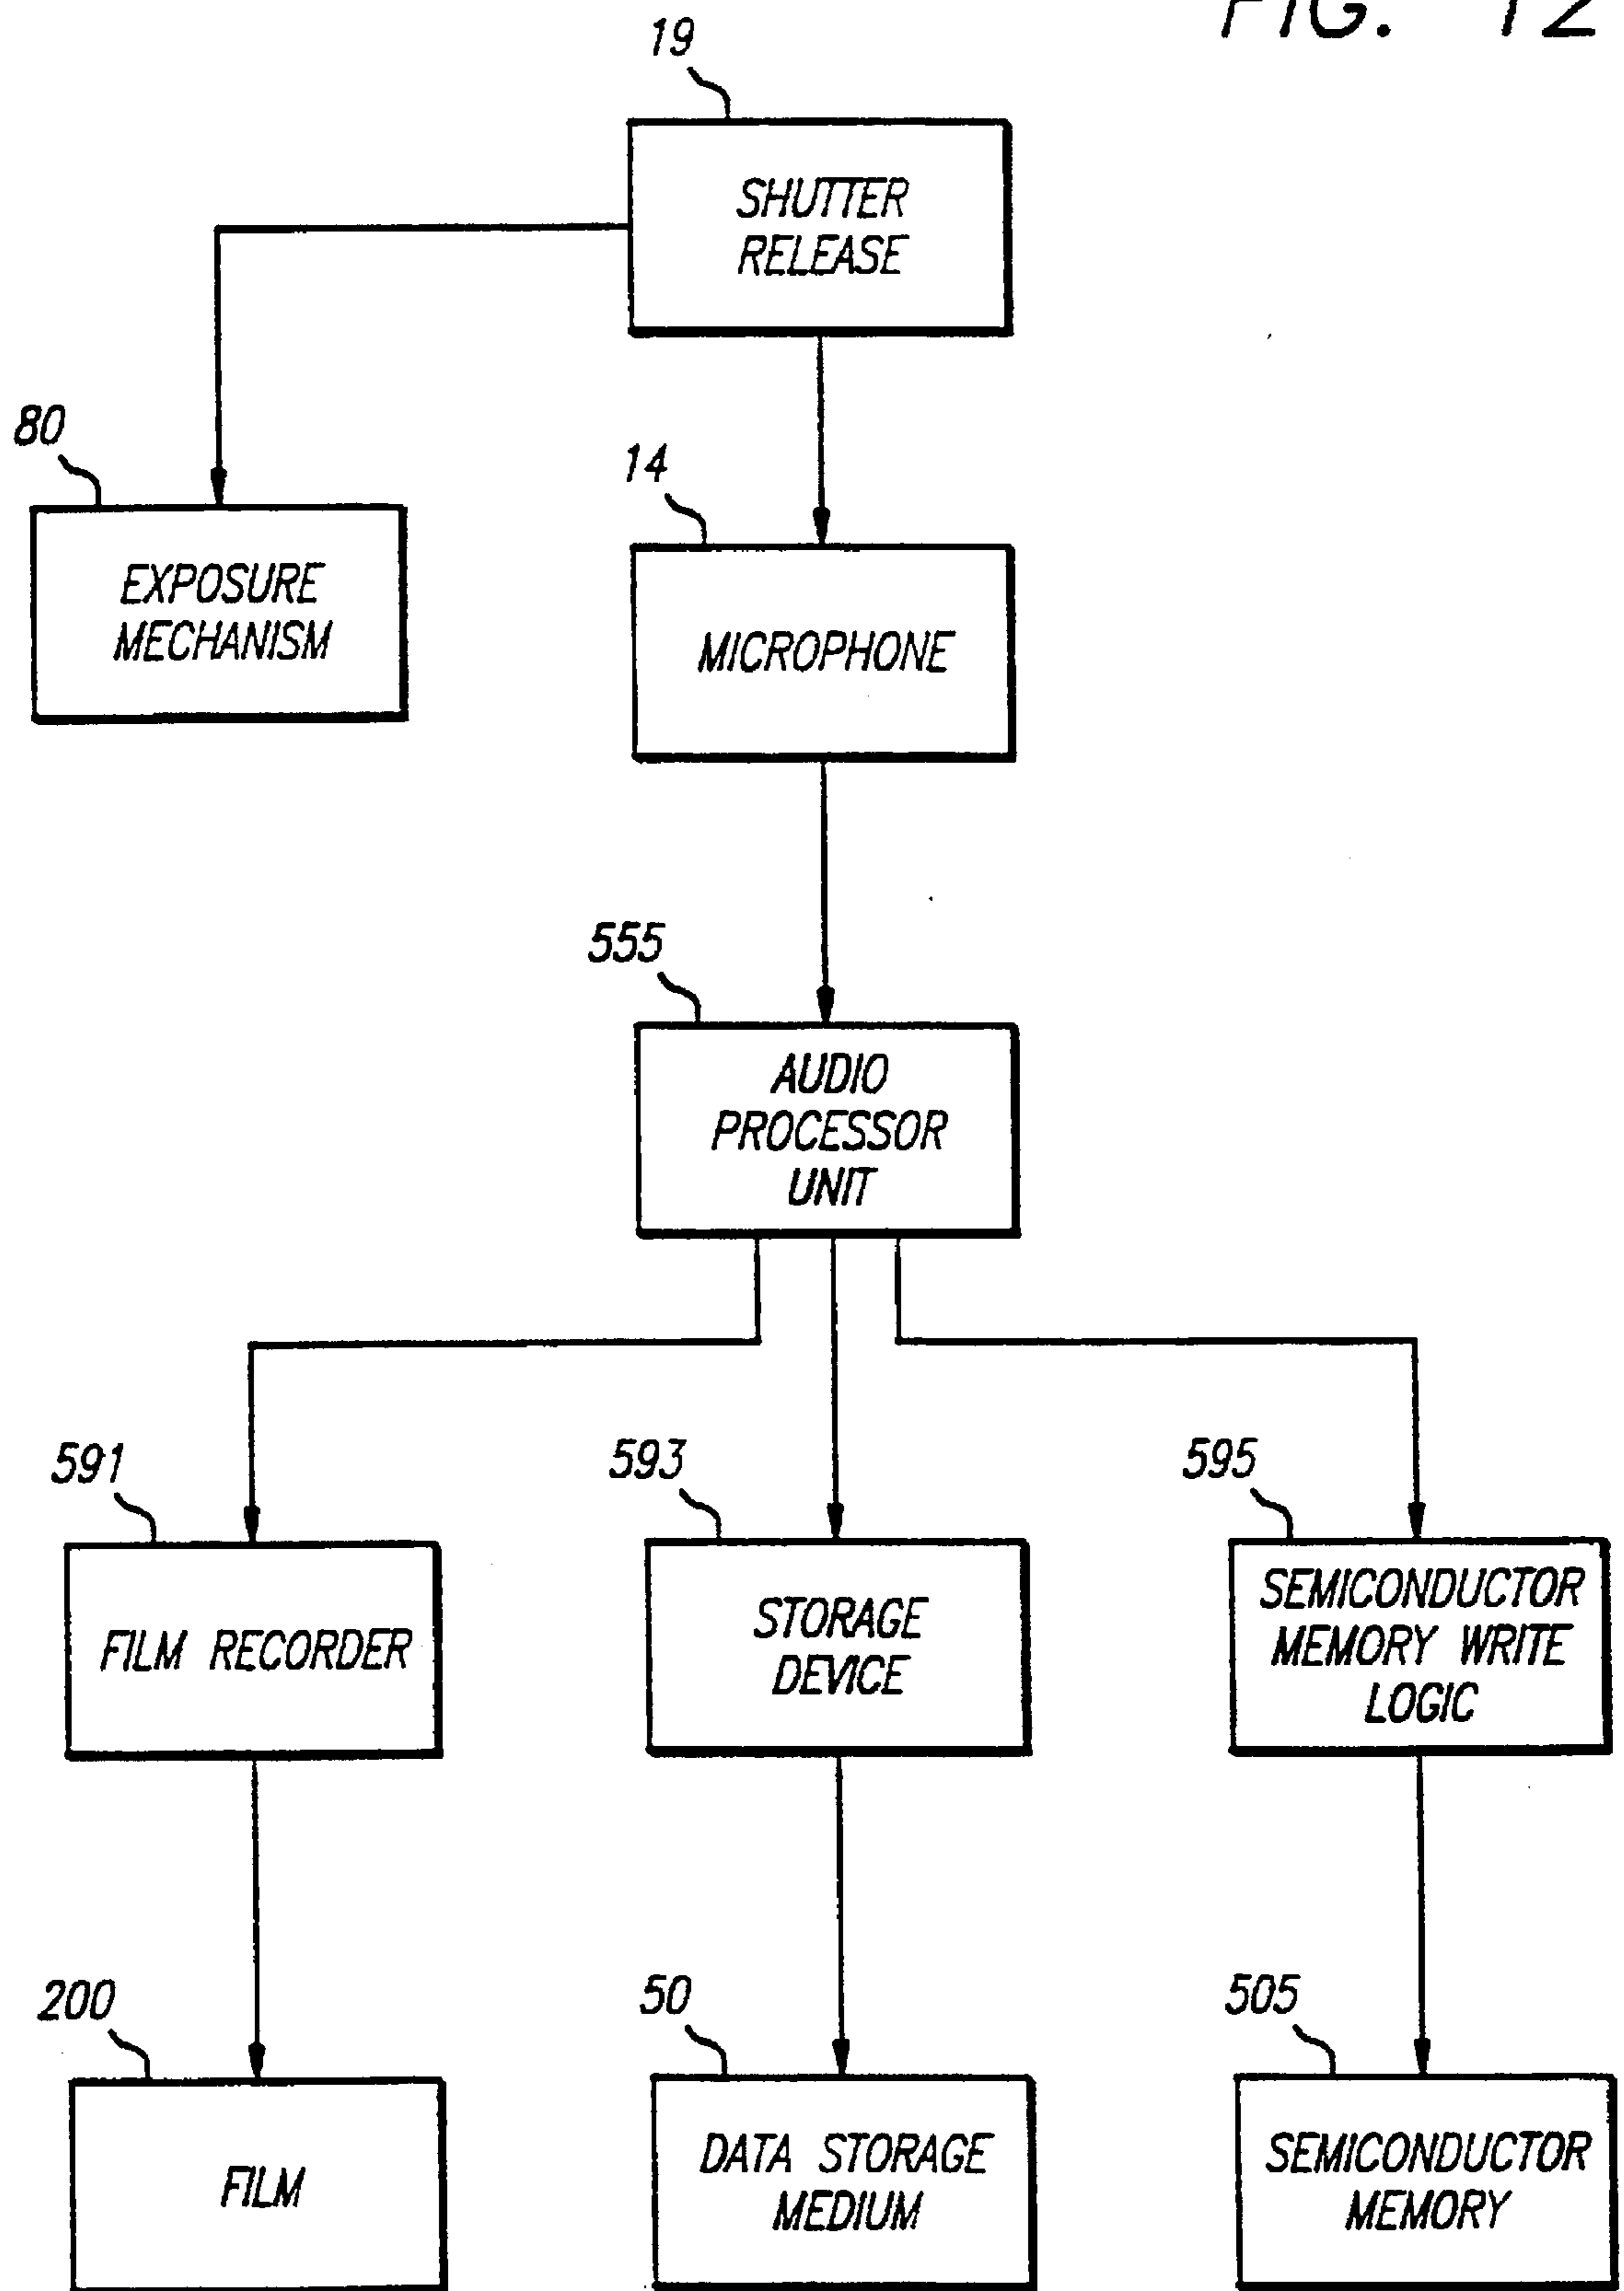 FIG. 12
19
SHUTTER
RELEASE
80
EXPOSURE
MECHANISM
14
MICROPHONE
555
AUDIO
PROCESSOR
UNIT
591
FILM RECORDER
593
STORAGE
DEVICE
595
SEMICONDUCTOR
MEMORY WRITE
LOGIC
200
FILM
50
DATA STORAGE
MEDIUM
505
SEMICONDUCTOR
MEMORY